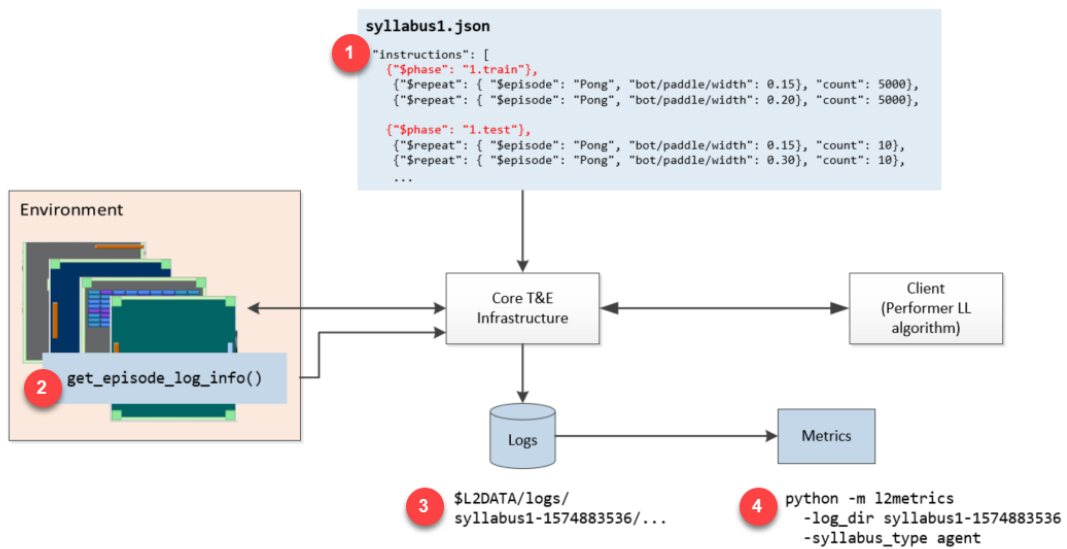 syllabus1.json
1
"instructions": [
{"$phase": "1.train"},
{"$repeat": { "$episode": "Pong", "bot/paddle/width": 0.15}, "count": 5000},
{"$repeat": { "$episode": "Pong", "bot/paddle/width": 0.20}, "count": 5000},
{"$phase": "1.test"},
{"$repeat": { "$episode": "Pong", "bot/paddle/width": 0.15}, "count": 10},
{"$repeat": { "$episode": "Pong", "bot/paddle/width": 0.30}, "count": 10},
...
Environment
2
get_episode_log_info()
Core T&E
Infrastructure
Client
(Performer LL
algorithm)
Logs
Metrics
3
$L2DATA/logs/
syllabus1-1574883536/...
4
python -m l2metrics
-log_dir syllabus1-1574883536
-syllabus_type agent